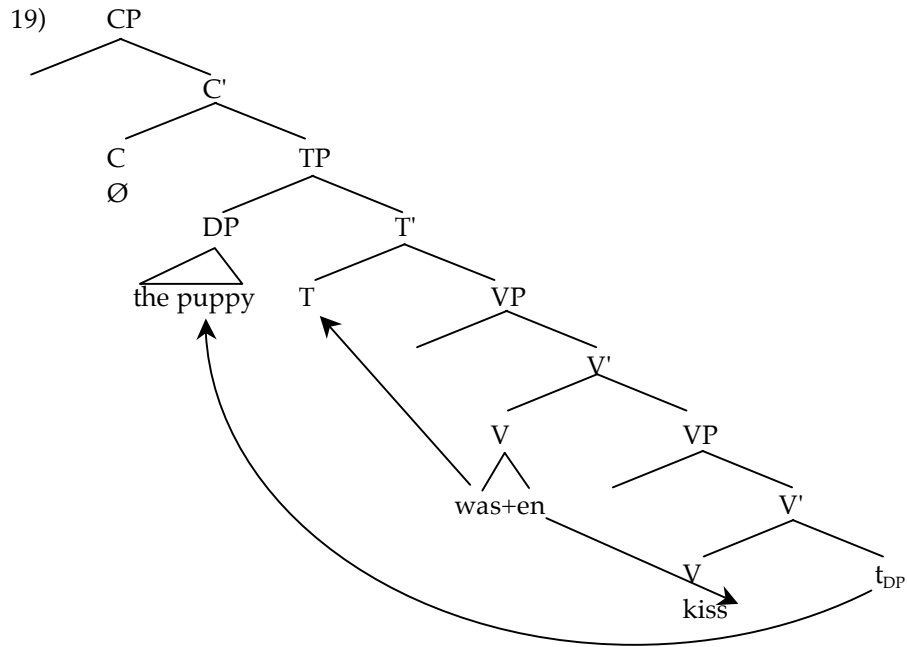 19) CP
C'
C TP
Ø
DP T'
the puppy T VP
V'
V VP
was+en V'
V t_DP
kiss